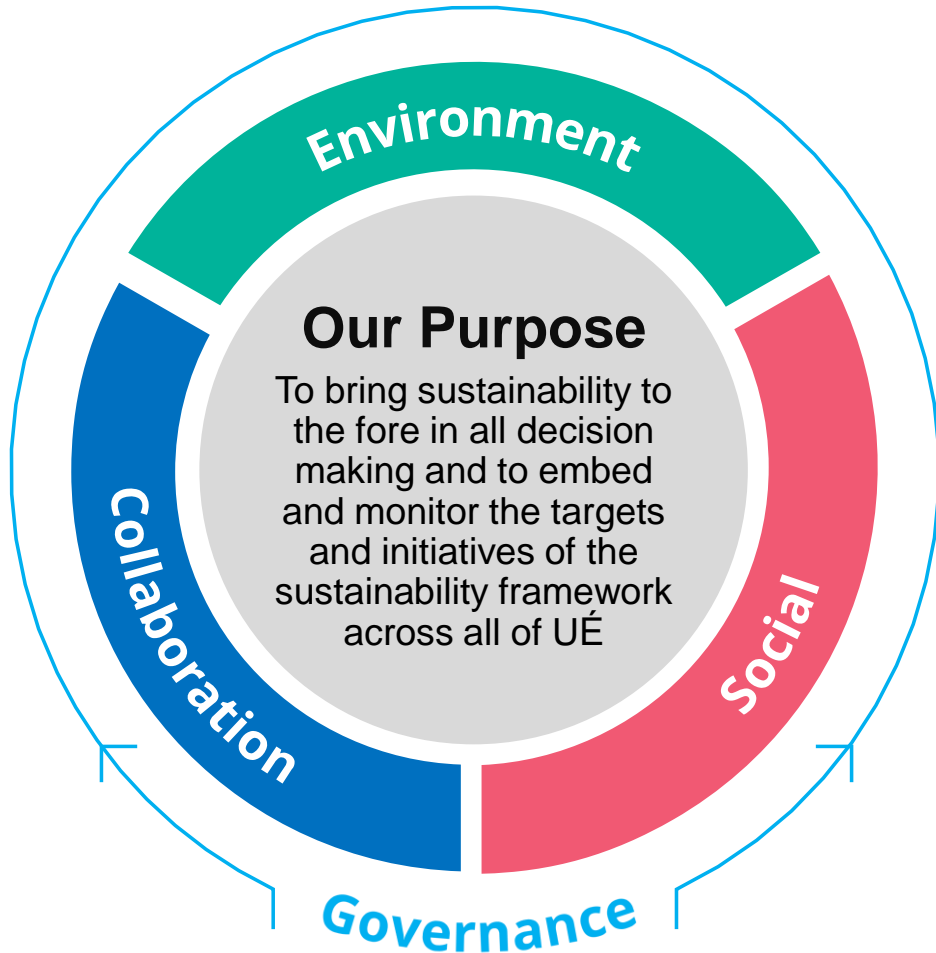 Environment
Our Purpose
To bring sustainability to
the fore in all decision
making and to embed
and monitor the targets
and initiatives of the
sustainability framework
across all of UÉ
Collaboration
Social
Governance